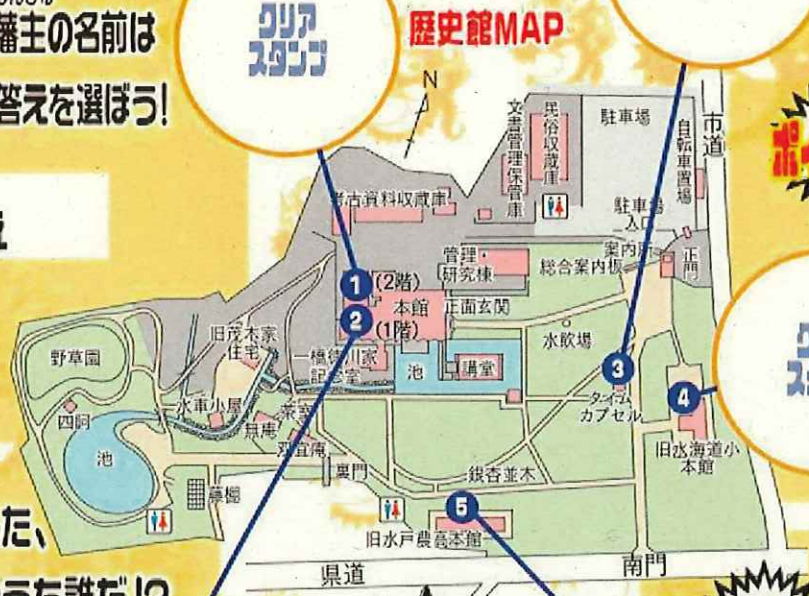 藩主の名前は
答えを選ぼう!
クリア
スタンプ
歴史館MAP
N
文書管理保管庫
民俗収蔵庫
駐車場
自転車置場
市道
考古資料収蔵庫
駐車場
入口
管理・
研究棟
案内所
総合案内板
正門
1 (2階)
本館
正面玄関
2 (1階)
旧茂木家
住宅
一橋徳川家
記念室
池
講堂
水飲場
3
タイム
カプセル
4
旧水海道小
本館
野草園
四阿
水車小屋
茶室
無庵
双宜庵
池
裏門
銀杏並木
藤棚
5
旧水戸農高本館
県道
南門
た、